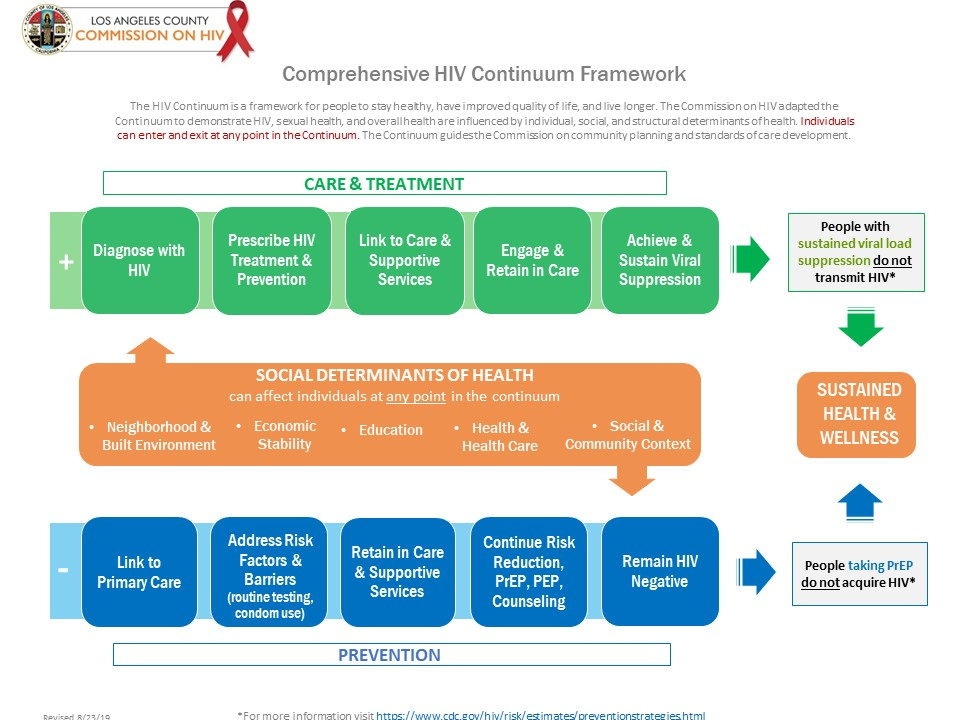 LOS ANGELES COUNTY
COMMISSION ON HIV
Comprehensive HIV Continuum Framework
The HIV Continuum is a framework for people to stay healthy, have improved quality of life, and live longer. The Commission on HIV adapted the
Continuum to demonstrate HIV, sexual health, and overall health are influenced by individual, social, and structural determinants of health. Individuals
can enter and exit at any point in the Continuum. The Continuum guides the Commission on community planning and standards of care development.
CARE & TREATMENT
+
Diagnose with
HIV
Prescribe HIV
Treatment &
Prevention
Link to Care &
Supportive
Services
Engage &
Retain in Care
Achieve &
Sustain Viral
Suppression
People with
sustained viral load
suppression do not
transmit HIV*
SOCIAL DETERMINANTS OF HEALTH
can affect individuals at any point in the continuum
• Neighborhood &
Built Environment
• Economic
Stability
• Education
• Health &
Health Care
• Social &
Community Context
SUSTAINED
HEALTH &
WELLNESS
-
Link to
Primary Care
Address Risk
Factors &
Barriers
(routine testing,
condom use)
Retain in Care
& Supportive
Services
Continue Risk
Reduction,
PrEP, PEP,
Counseling
Remain HIV
Negative
People taking PrEP
do not acquire HIV*
PREVENTION
Revised 8/23/19
*For more information visit https://www.cdc.gov/hiv/risk/estimates/preventionstrategies.html